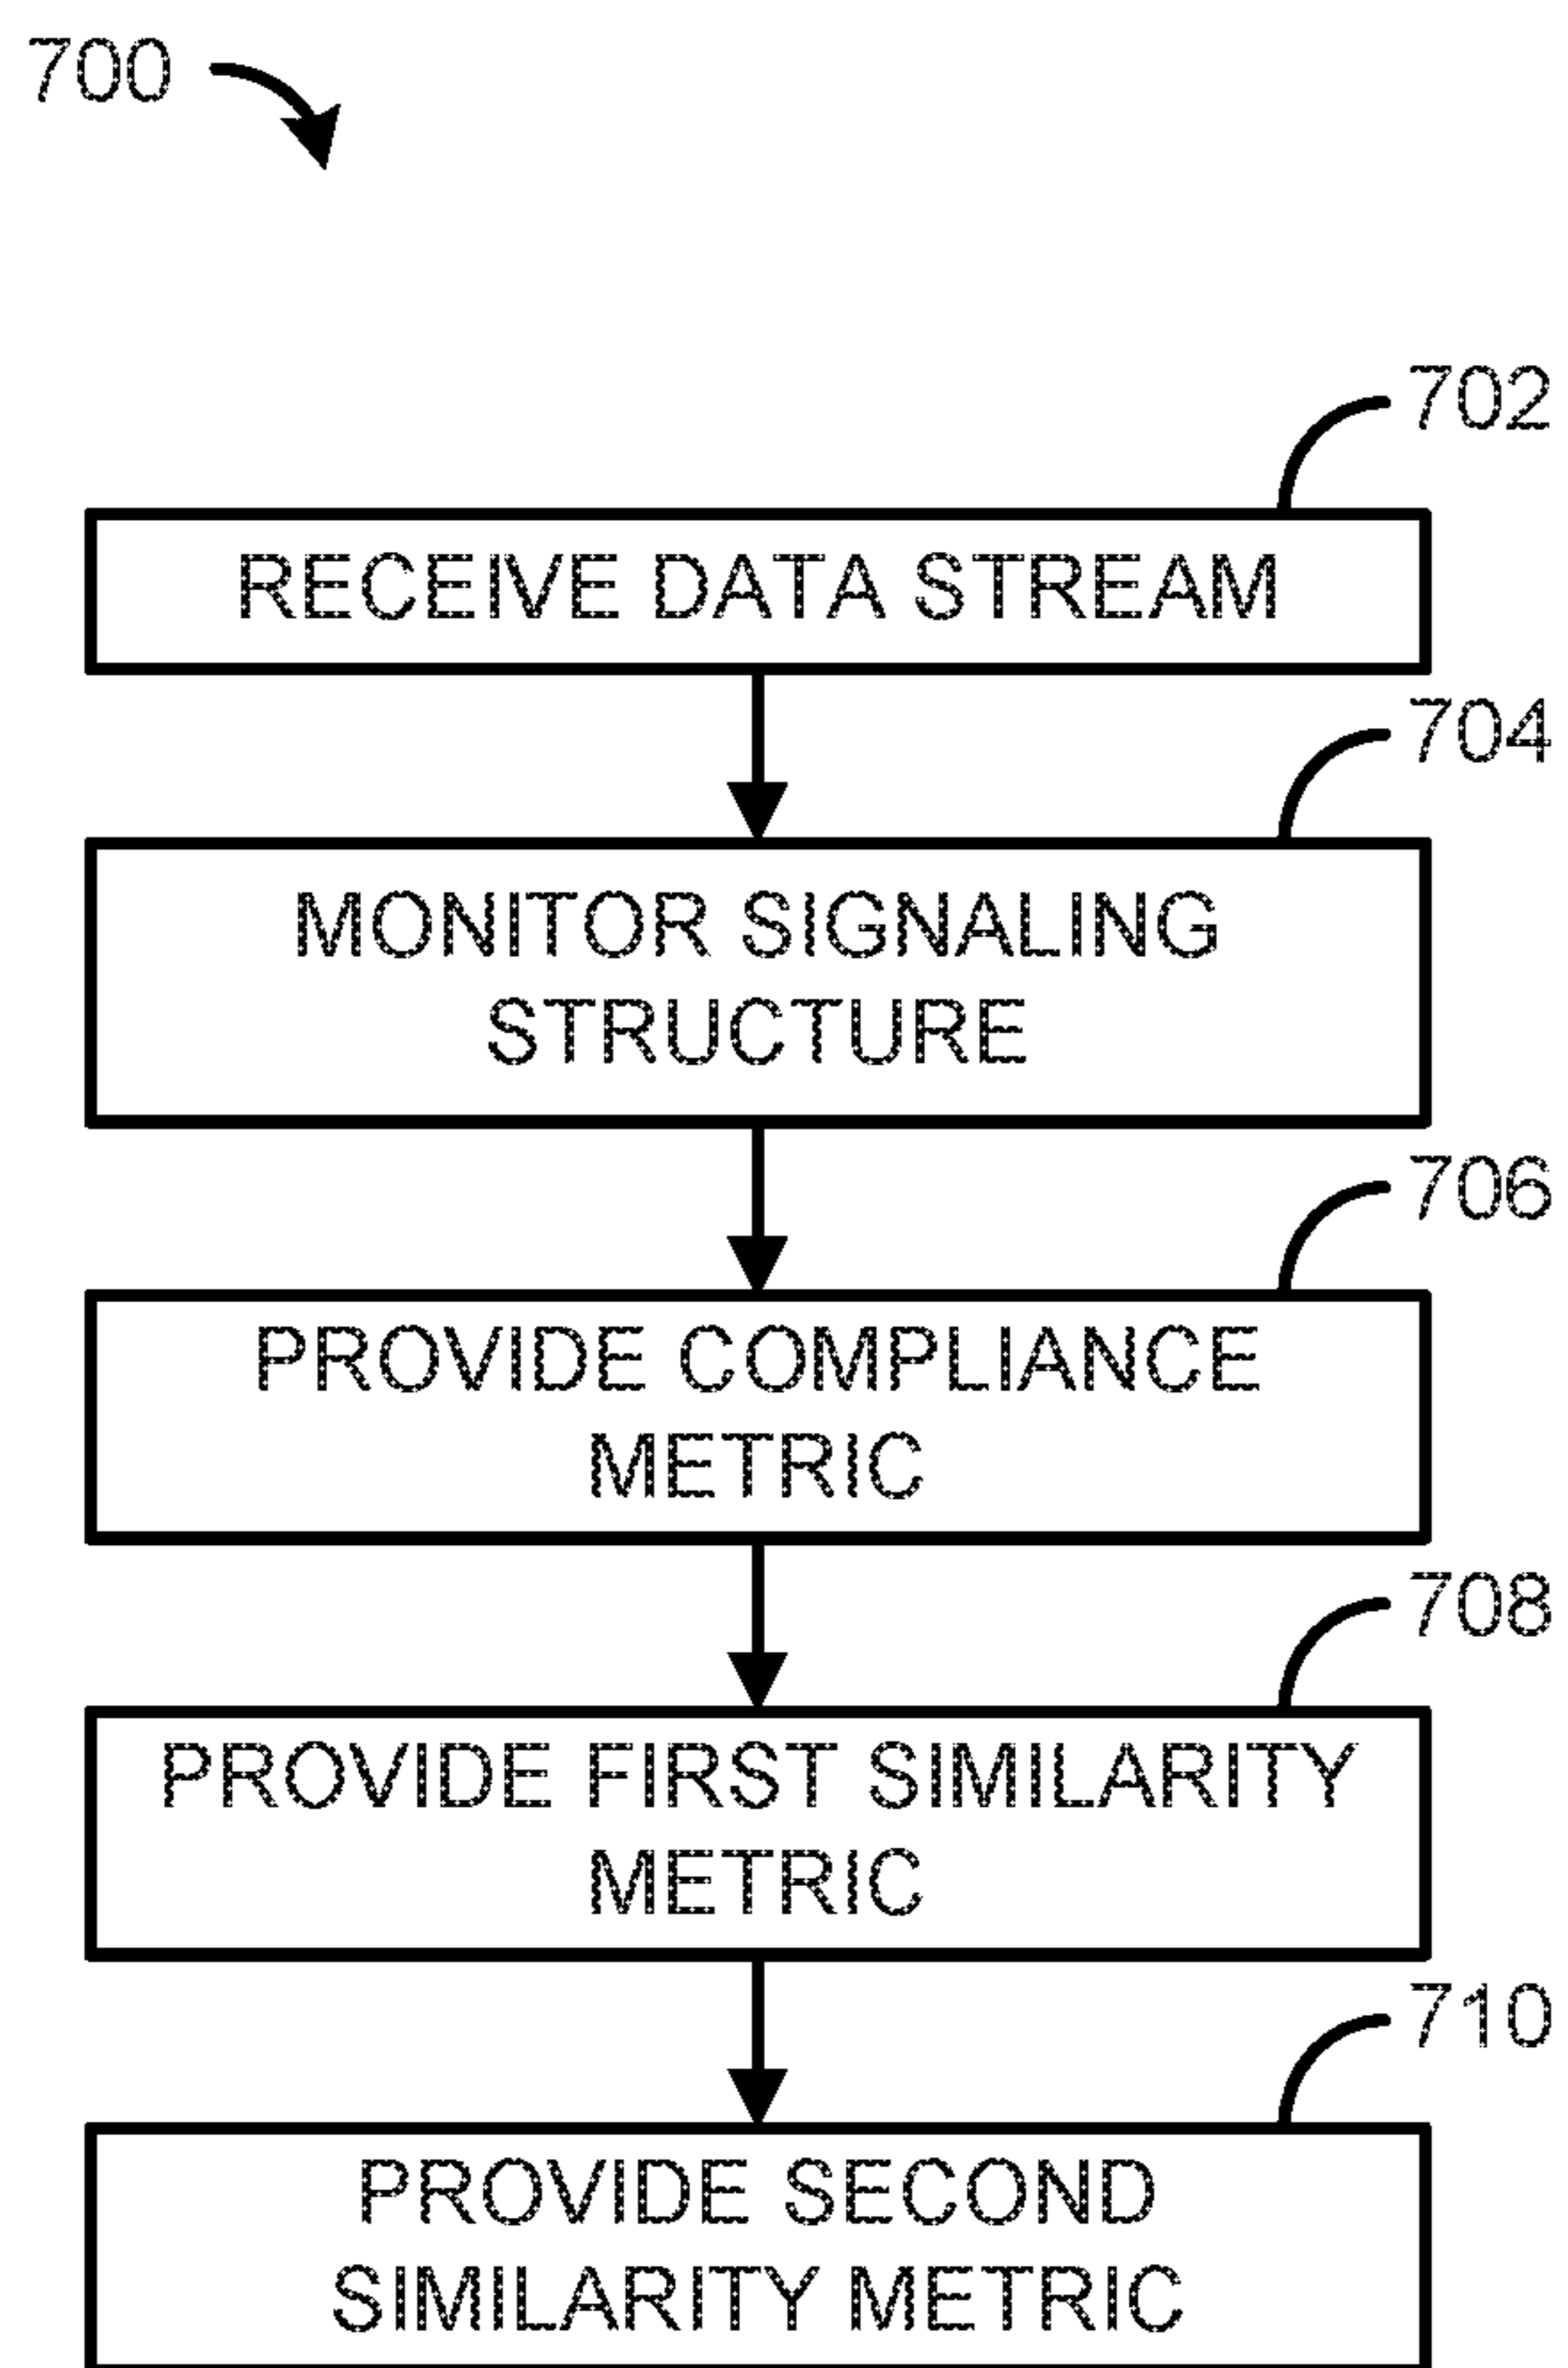 700
702
RECEIVE DATA STREAM
704
MONITOR SIGNALING
STRUCTURE
706
PROVIDE COMPLIANCE
METRIC
708
PROVIDE FIRST SIMILARITY
METRIC
710
PROVIDE SECOND
SIMILARITY METRIC